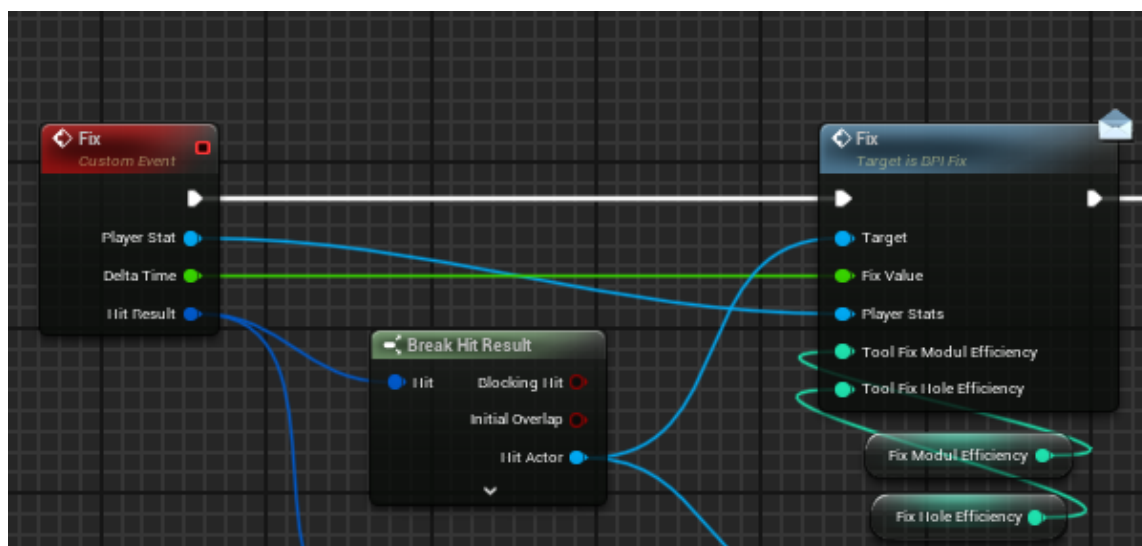 Fix
Custom Event
Player Stat
Delta Time
Hit Result
Break Hit Result
Hit
Blocking Hit
Initial Overlap
Hit Actor
Fix
Target is BPI Fix
Target
Fix Value
Player Stats
Tool Fix Modul Efficiency
Tool Fix Hole Efficiency
Fix Modul Efficiency
Fix Hole Efficiency